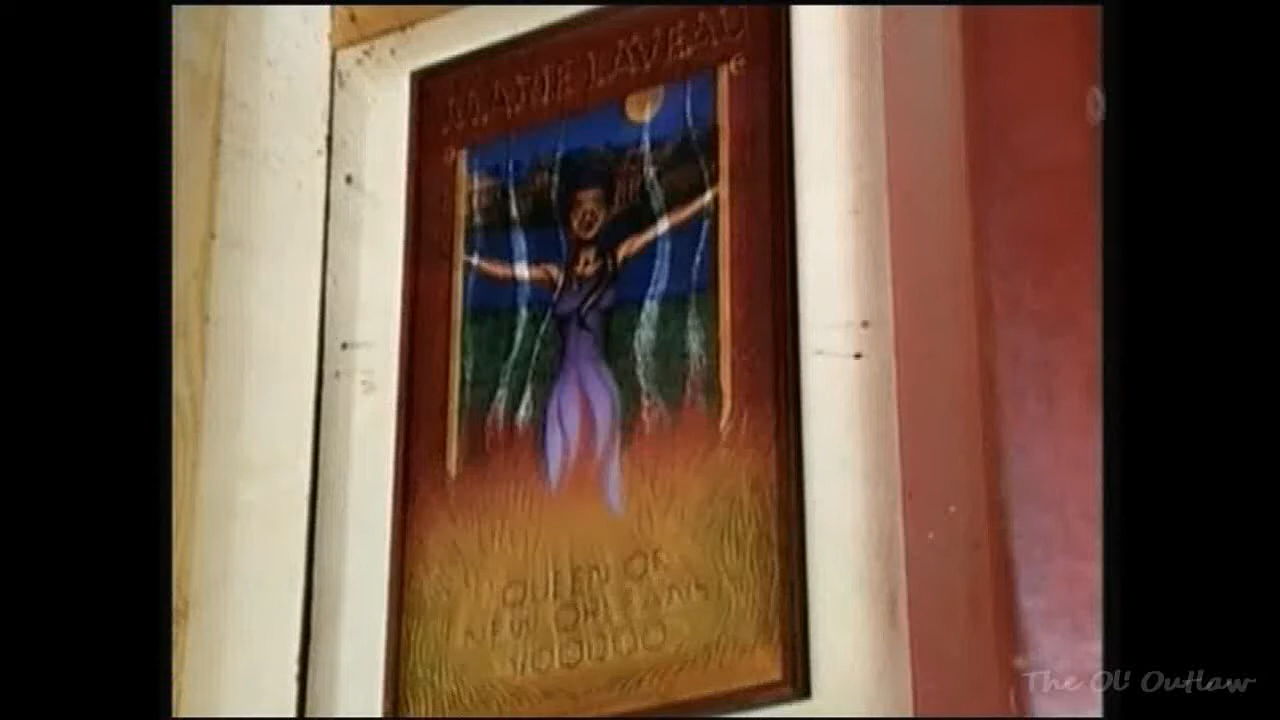 MARIE LAVEAU
QUEEN OF
NEW ORLEANS
VOODOO
The Ol' Outlaw